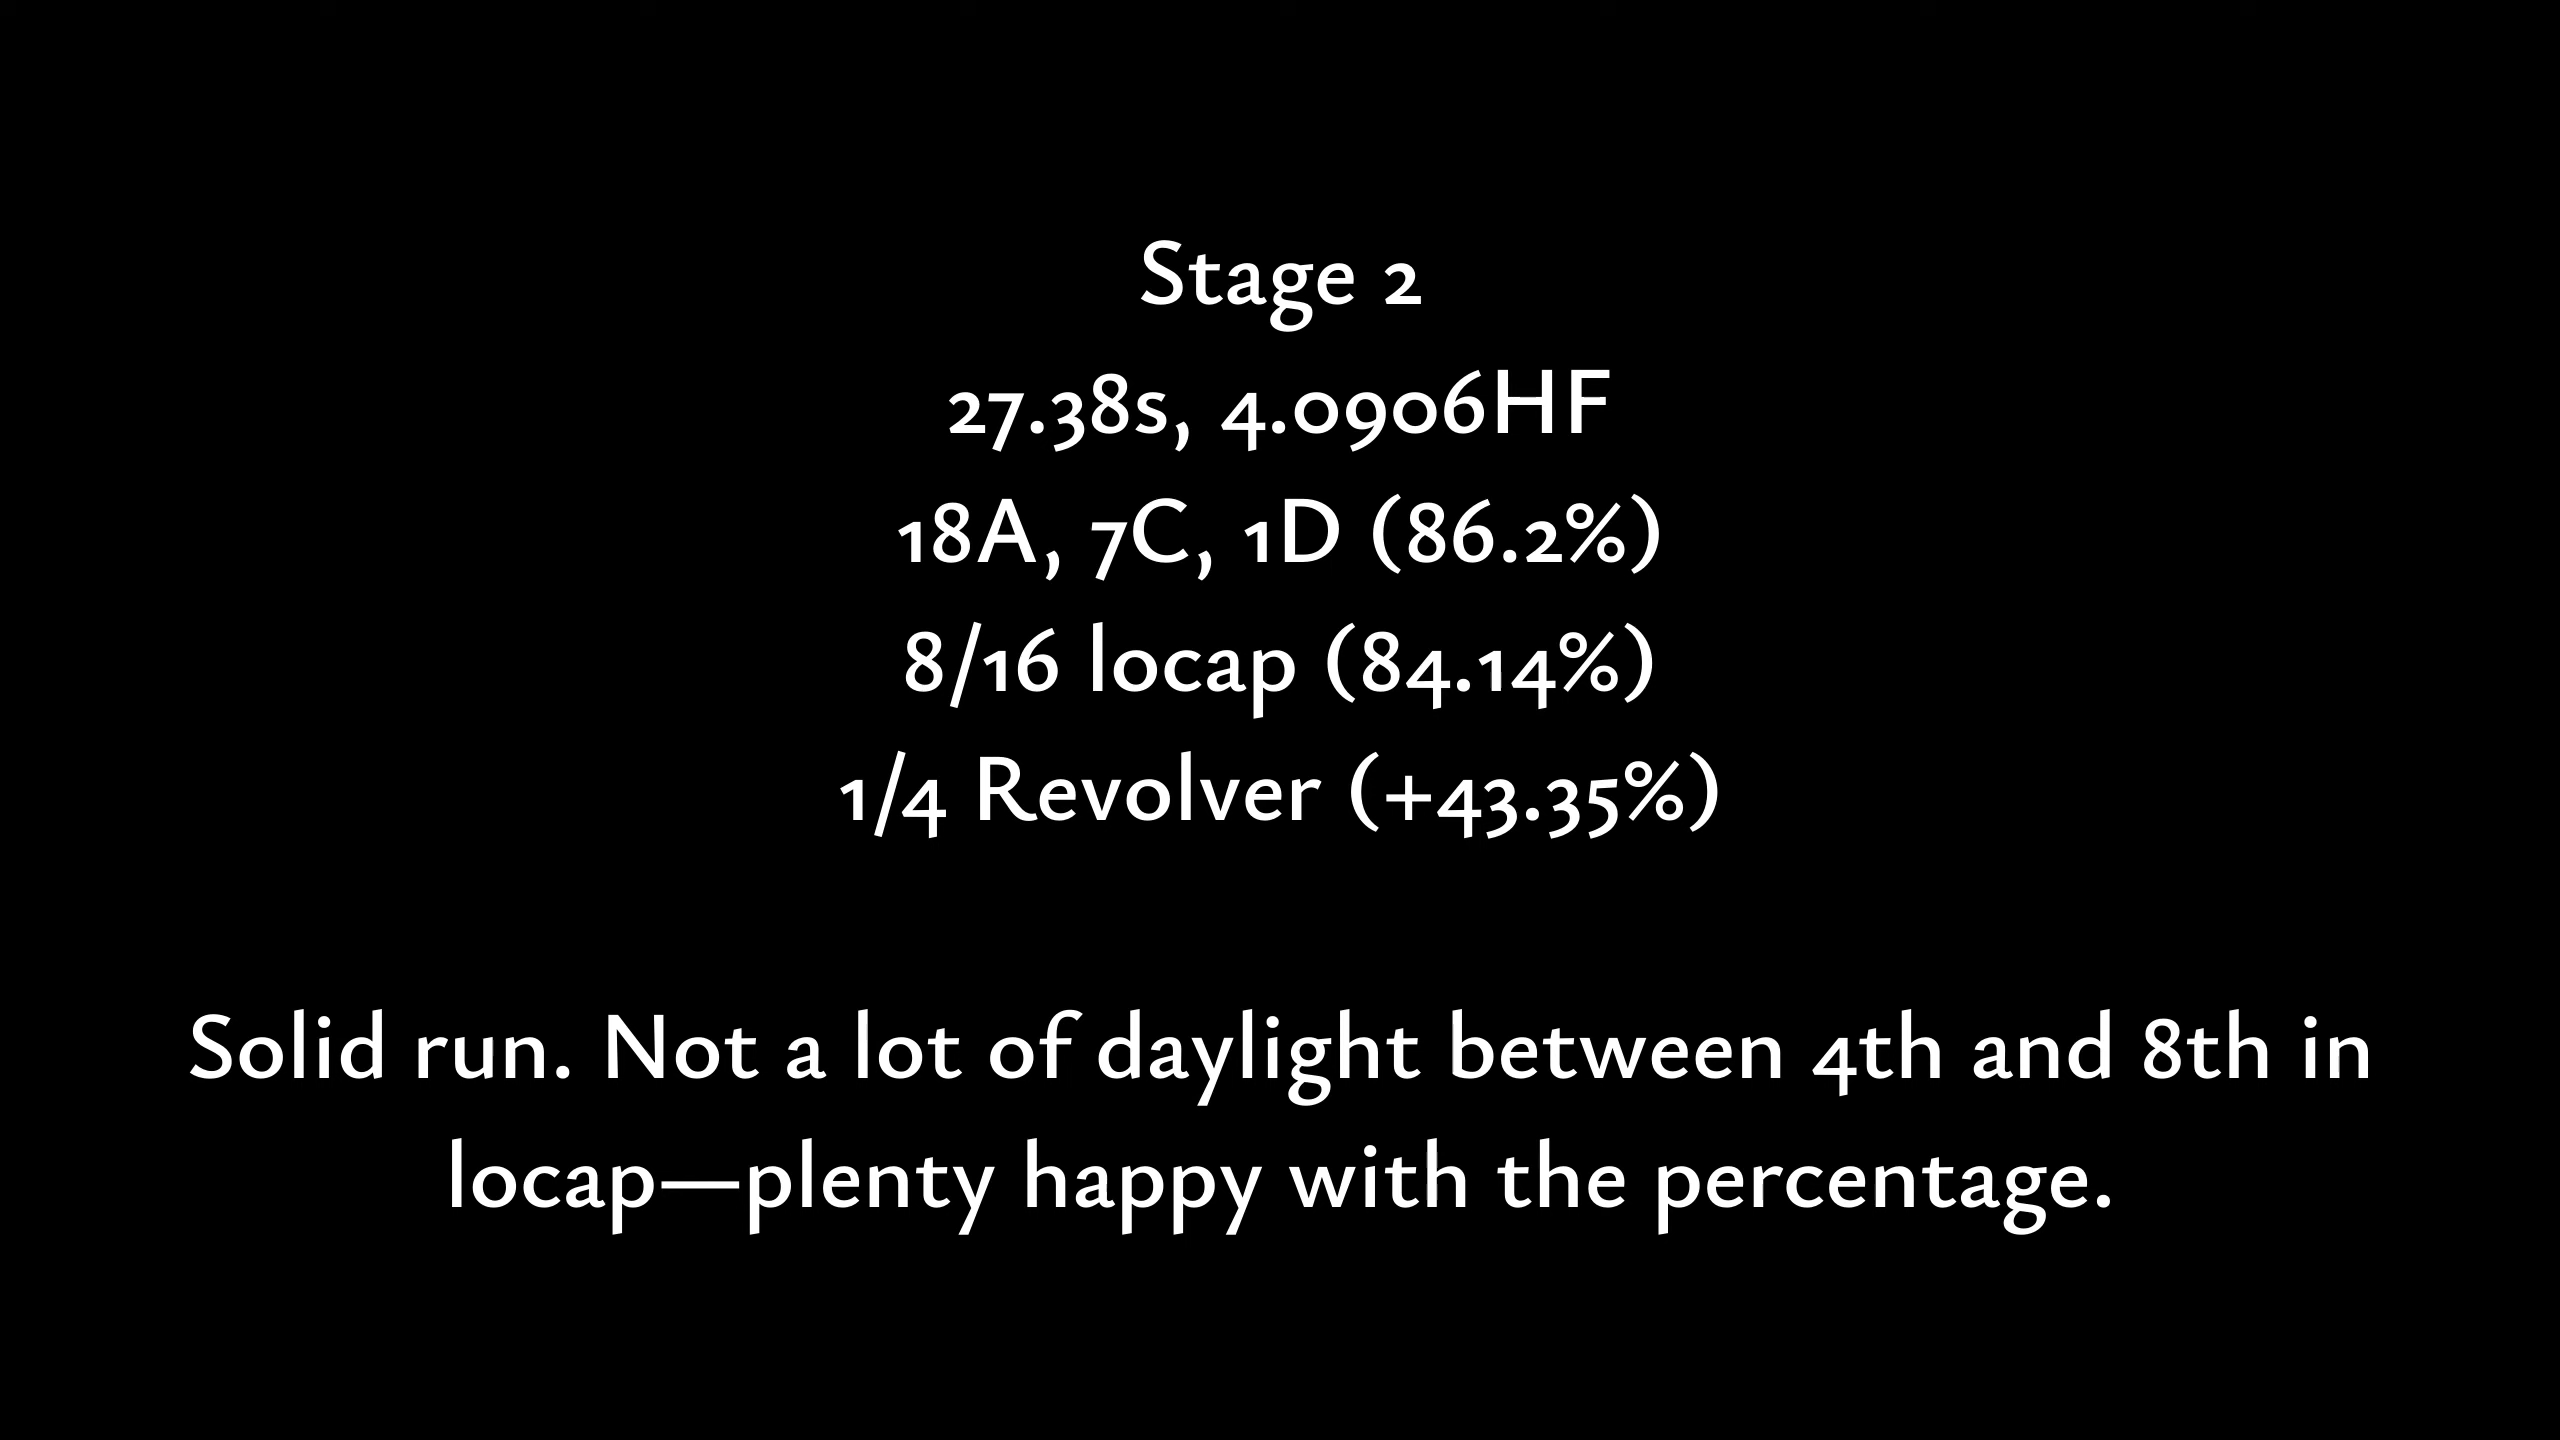 Stage 2
27.38s, 4.0906HF
18A, 7C, 1D (86.2%)
8/16 locap (84.14%)
1/4 Revolver (+43.35%)
Solid run. Not a lot of daylight between 4th and 8th in
locap—plenty happy with the percentage.